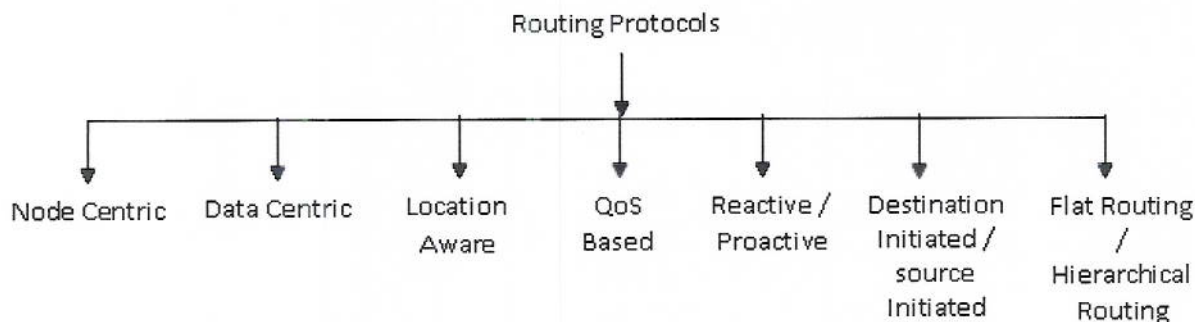 Routing Protocols
Node Centric
Data Centric
Location
Aware
QoS
Based
Reactive /
Proactive
Destination
Initiated /
source
Initiated
Flat Routing
/
Hierarchical
Routing